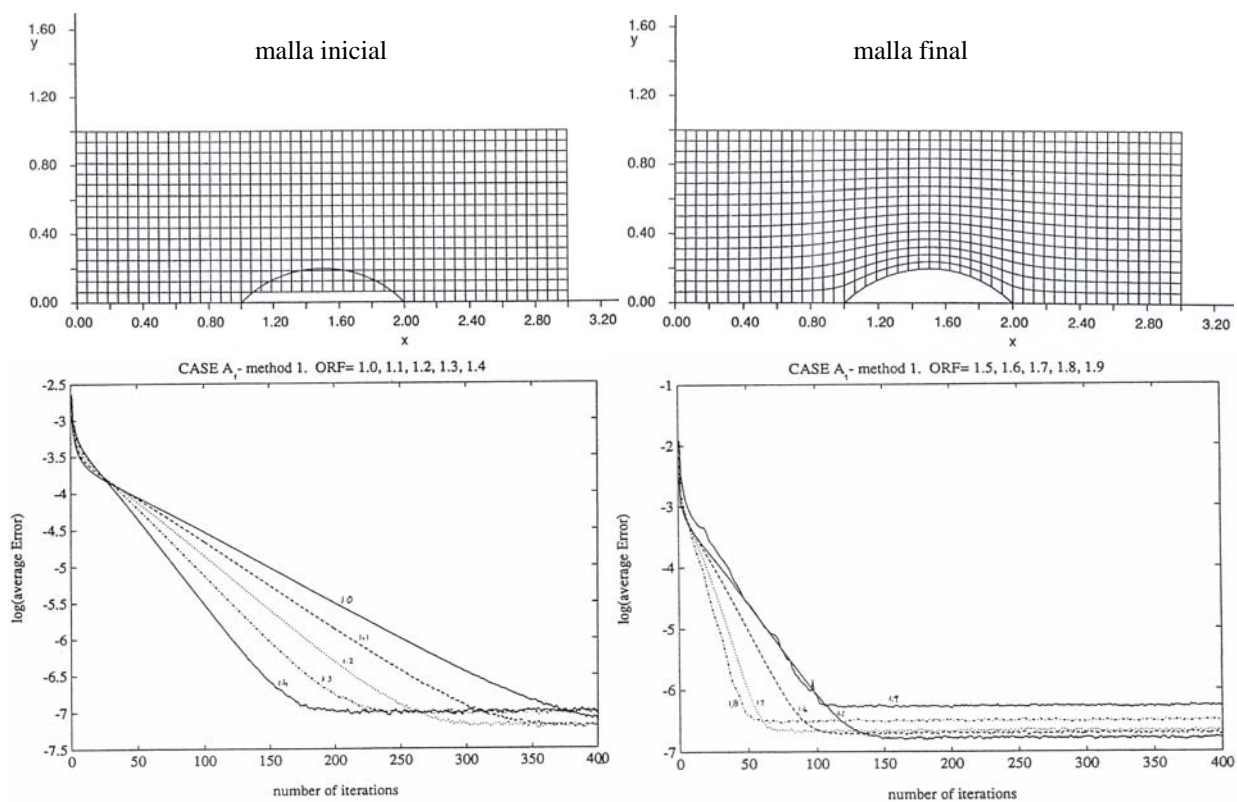 malla inicial
1.60
y
1.20
0.80
0.40
0.00
0.00 0.40 0.80 1.20 1.60 2.00 2.40 2.80 3.20
x
malla final
1.60
y
1.20
0.80
0.40
0.00
0.00 0.40 0.80 1.20 1.60 2.00 2.40 2.80 3.20
x
CASE A1- method 1. ORF= 1.0, 1.1, 1.2, 1.3, 1.4
log(average Error)
-2.5
-3
-3.5
-4
-4.5
-5
-5.5
-6
-6.5
-7
-7.5
1.0
1.1
1.2
1.3
1.4
0 50 100 150 200 250 300 350 400
number of iterations
CASE A1- method 1. ORF= 1.5, 1.6, 1.7, 1.8, 1.9
log(average Error)
-1
-2
-3
-4
-5
-6
-7
1.9
1.8
1.7
1.6
1.5
0 50 100 150 200 250 300 350 400
number of iterations